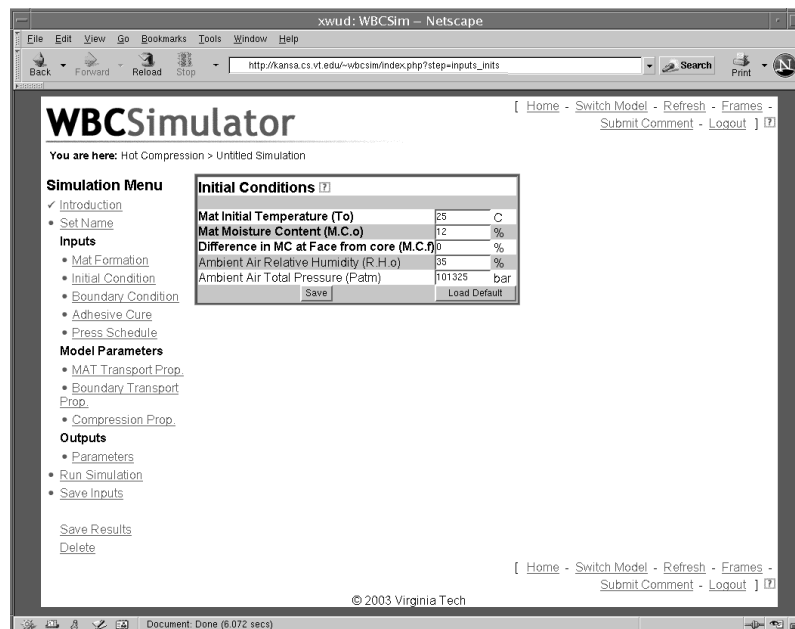 xwud: WBCSim – Netscape
File Edit View Go Bookmarks Tools Window Help
Back Forward Reload Stop http://kansa.cs.vt.edu/~wbcsim/index.php?step=inputs_inits Search Print N
WBCSimulator
[ Home - Switch Model - Refresh - Frames -
Submit Comment - Logout ] ?
You are here: Hot Compression > Untitled Simulation
Simulation Menu
✓ Introduction
• Set Name
Inputs
• Mat Formation
• Initial Condition
• Boundary Condition
• Adhesive Cure
• Press Schedule
Model Parameters
• MAT Transport Prop.
• Boundary Transport
Prop.
• Compression Prop.
Outputs
• Parameters
• Run Simulation
• Save Inputs
Save Results
Delete
Initial Conditions ?
Mat Initial Temperature (To) 25 C
Mat Moisture Content (M.C.o) 12 %
Difference in MC at Face from core (M.C.f) 0 %
Ambient Air Relative Humidity (R.H.o) 35 %
Ambient Air Total Pressure (Patm) 101325 bar
Save Load Default
[ Home - Switch Model - Refresh - Frames -
Submit Comment - Logout ] ?
© 2003 Virginia Tech
Document: Done (6.072 secs)